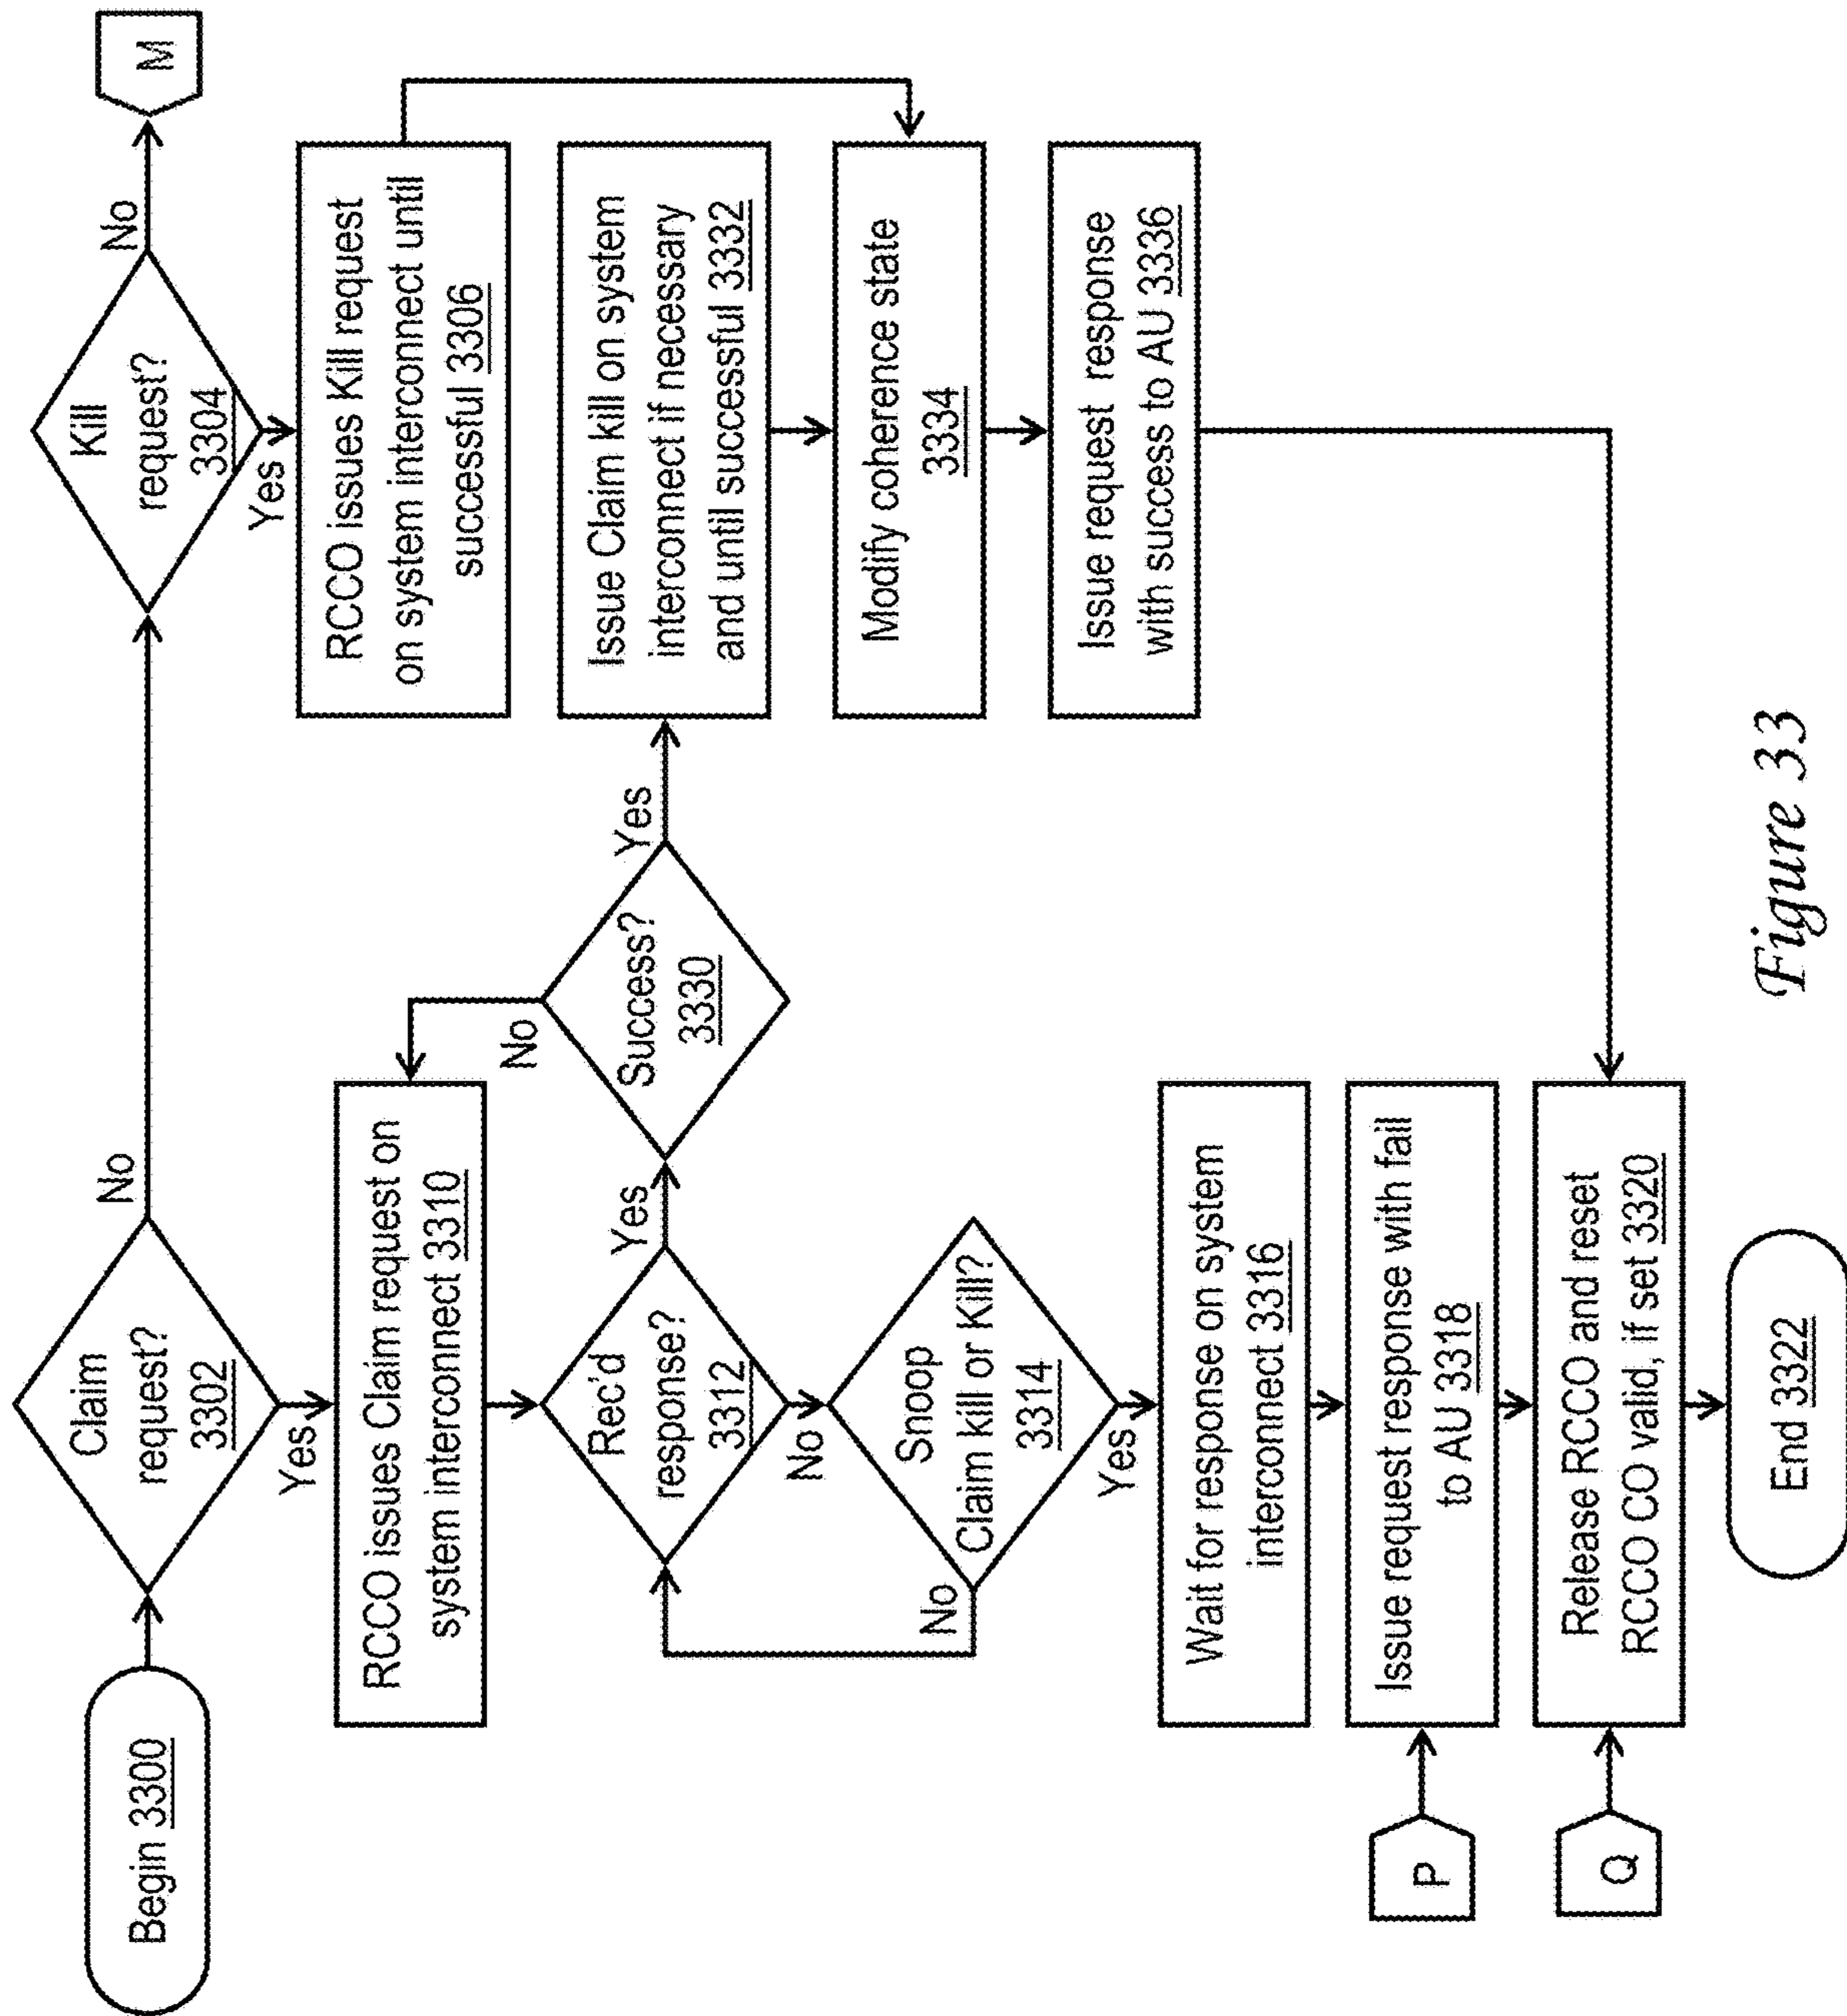 Begin 3300
Claim
request?
3302
No
Yes
Kill
request?
3304
No
Yes
M
RCCO issues Kill request
on system interconnect until
successful 3306
RCCO issues Claim request on
system interconnect 3310
Rec'd
response?
3312
Yes
No
Success?
3330
No
Yes
Issue Claim kill on system
interconnect if necessary
and until successful 3332
Modify coherence state
3334
Issue request response
with success to AU 3336
Snoop
Claim kill or Kill?
3314
No
Yes
Wait for response on system
interconnect 3316
P
Issue request response with fail
to AU 3318
Q
Release RCCO and reset
RCCO CO valid, if set 3320
End 3322
Figure 33